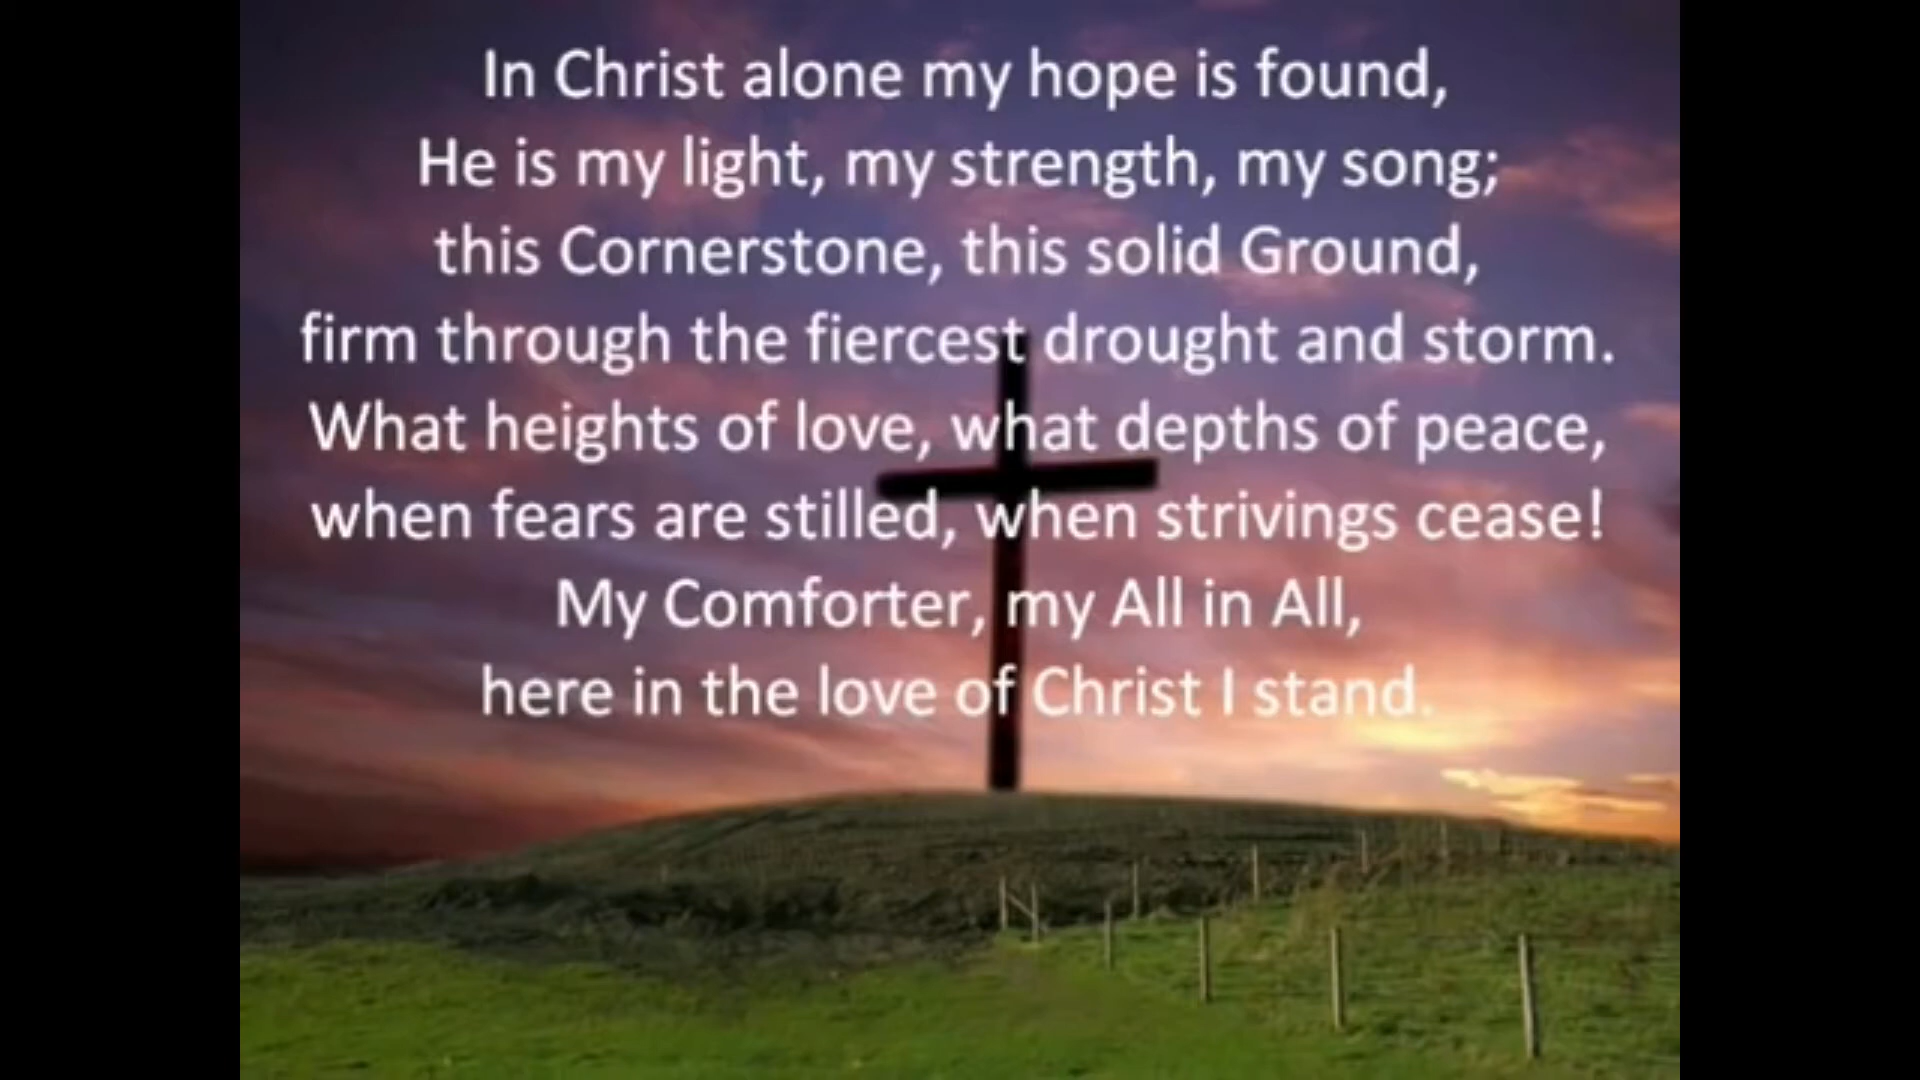 In Christ alone my hope is found,
He is my light, my strength, my song;
this Cornerstone, this solid Ground,
firm through the fiercest drought and storm.
What heights of love, what depths of peace,
when fears are stilled, when strivings cease!
My Comforter, my All in All,
here in the love of Christ I stand.